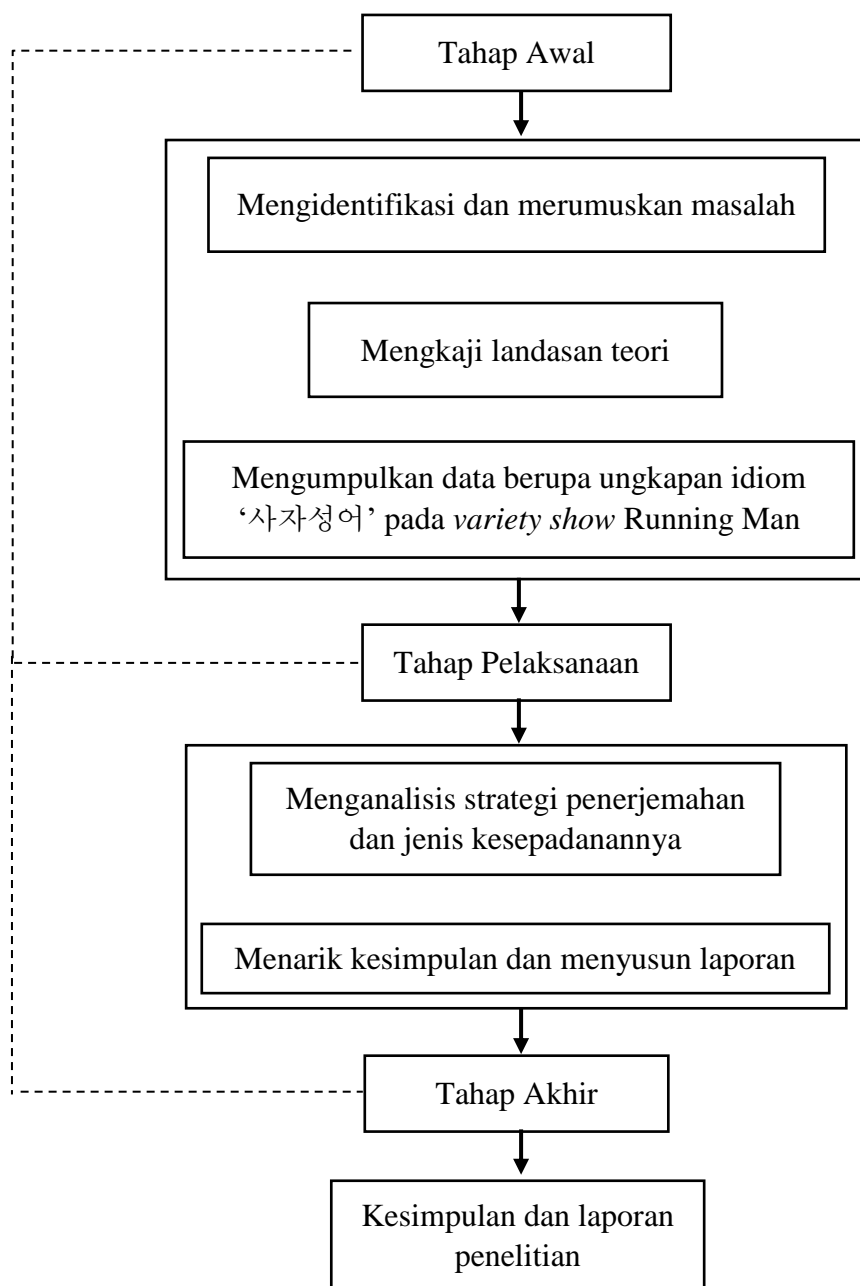 Tahap Awal
Mengidentifikasi dan merumuskan masalah
Mengkaji landasan teori
Mengumpulkan data berupa ungkapan idiom
‘사자성어’ pada variety show Running Man
Tahap Pelaksanaan
Menganalisis strategi penerjemahan
dan jenis kesepadanannya
Menarik kesimpulan dan menyusun laporan
Tahap Akhir
Kesimpulan dan laporan
penelitian